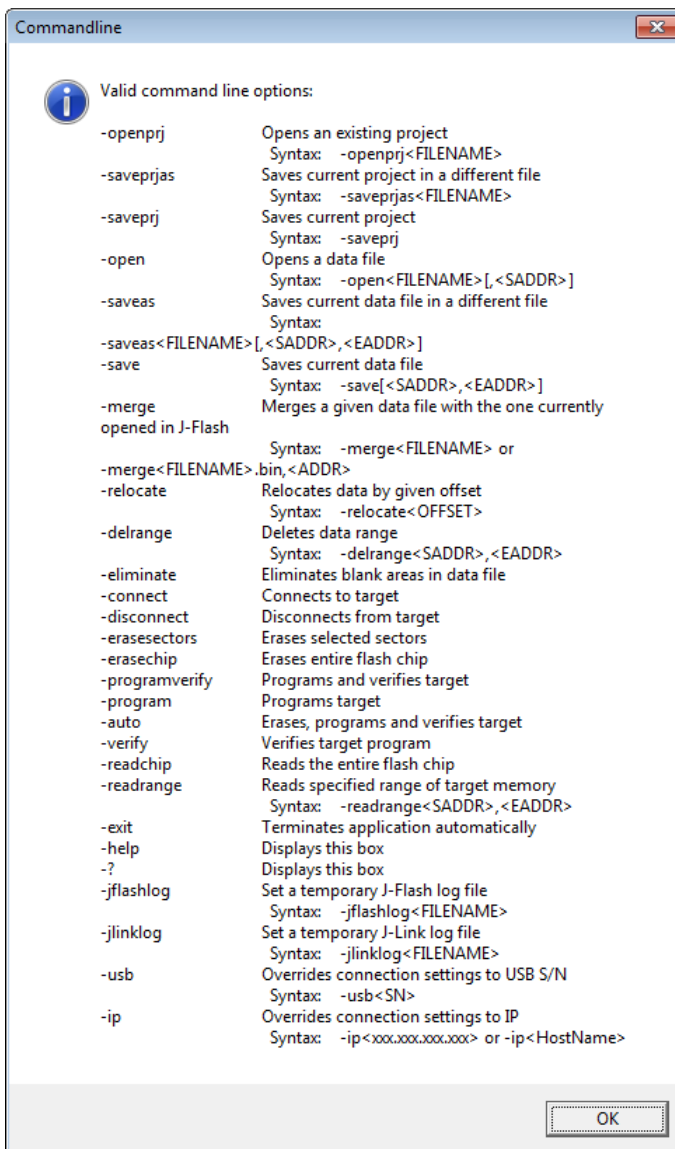 Commandline
Valid command line options:
-openprj Opens an existing project
Syntax: -openprj<FILENAME>
-saveprjas Saves current project in a different file
Syntax: -saveprjas<FILENAME>
-saveprj Saves current project
Syntax: -saveprj
-open Opens a data file
Syntax: -open<FILENAME>[,<SADDR>]
-saveas Saves current data file in a different file
Syntax:
-saveas<FILENAME>[,<SADDR>,<EADDR>]
-save Saves current data file
Syntax: -save[<SADDR>,<EADDR>]
-merge Merges a given data file with the one currently
opened in J-Flash
Syntax: -merge<FILENAME> or
-merge<FILENAME>.bin,<ADDR>
-relocate Relocates data by given offset
Syntax: -relocate<OFFSET>
-delrange Deletes data range
Syntax: -delrange<SADDR>,<EADDR>
-eliminate Eliminates blank areas in data file
-connect Connects to target
-disconnect Disconnects from target
-erasesectors Erases selected sectors
-erasechip Erases entire flash chip
-programverify Programs and verifies target
-program Programs target
-auto Erases, programs and verifies target
-verify Verifies target program
-readchip Reads the entire flash chip
-readrange Reads specified range of target memory
Syntax: -readrange<SADDR>,<EADDR>
-exit Terminates application automatically
-help Displays this box
-? Displays this box
-jflashlog Set a temporary J-Flash log file
Syntax: -jflashlog<FILENAME>
-jlinklog Set a temporary J-Link log file
Syntax: -jlinklog<FILENAME>
-usb Overrides connection settings to USB S/N
Syntax: -usb<SN>
-ip Overrides connection settings to IP
Syntax: -ip<xxx.xxx.xxx.xxx> or -ip<HostName>
OK